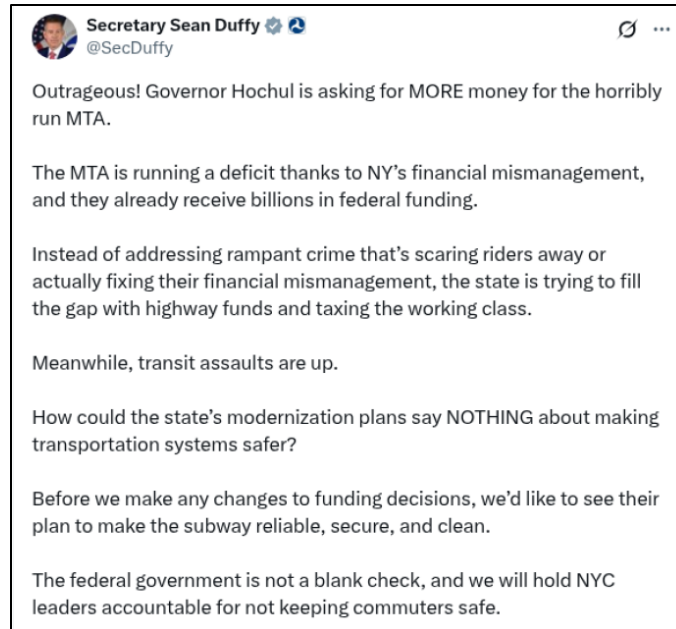 Secretary Sean Duffy
@SecDuffy
Outrageous! Governor Hochul is asking for MORE money for the horribly
run MTA.
The MTA is running a deficit thanks to NY’s financial mismanagement,
and they already receive billions in federal funding.
Instead of addressing rampant crime that’s scaring riders away or
actually fixing their financial mismanagement, the state is trying to fill
the gap with highway funds and taxing the working class.
Meanwhile, transit assaults are up.
How could the state’s modernization plans say NOTHING about making
transportation systems safer?
Before we make any changes to funding decisions, we’d like to see their
plan to make the subway reliable, secure, and clean.
The federal government is not a blank check, and we will hold NYC
leaders accountable for not keeping commuters safe.